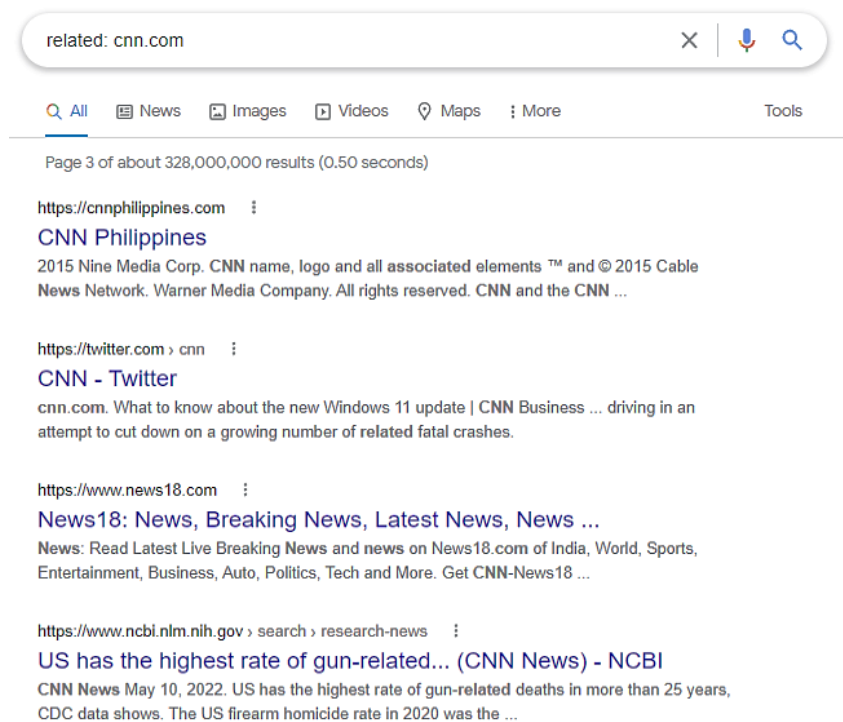 related: cnn.com
All News Images Videos Maps More Tools
Page 3 of about 328,000,000 results (0.50 seconds)
https://cnnphilippines.com
CNN Philippines
2015 Nine Media Corp. CNN name, logo and all associated elements ™ and © 2015 Cable
News Network. Warner Media Company. All rights reserved. CNN and the CNN ...
https://twitter.com › cnn
CNN - Twitter
cnn.com. What to know about the new Windows 11 update | CNN Business ... driving in an
attempt to cut down on a growing number of related fatal crashes.
https://www.news18.com
News18: News, Breaking News, Latest News, News ...
News: Read Latest Live Breaking News and news on News18.com of India, World, Sports,
Entertainment, Business, Auto, Politics, Tech and More. Get CNN-News18 ...
https://www.ncbi.nlm.nih.gov › search › research-news
US has the highest rate of gun-related... (CNN News) - NCBI
CNN News May 10, 2022. US has the highest rate of gun-related deaths in more than 25 years,
CDC data shows. The US firearm homicide rate in 2020 was the ...